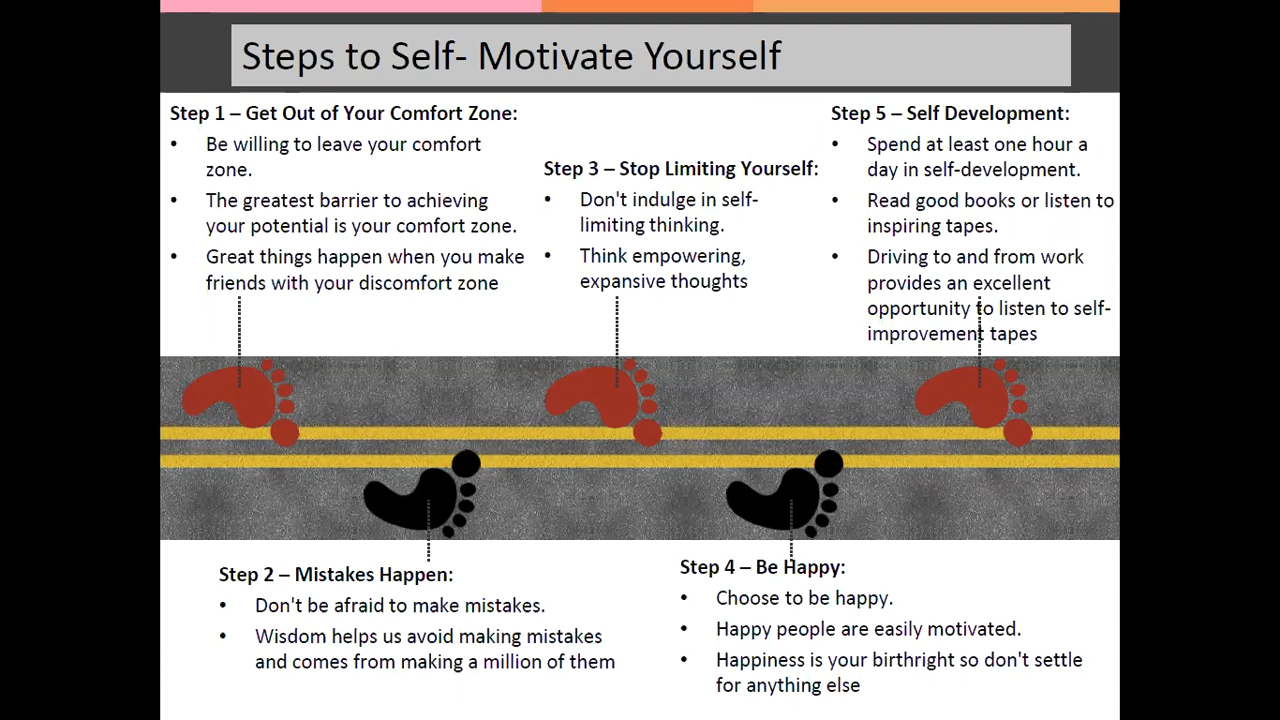 Steps to Self- Motivate Yourself
Step 1 – Get Out of Your Comfort Zone:
• Be willing to leave your comfort
zone.
• The greatest barrier to achieving
your potential is your comfort zone.
• Great things happen when you make
friends with your discomfort zone
Step 2 – Mistakes Happen:
• Don't be afraid to make mistakes.
• Wisdom helps us avoid making mistakes
and comes from making a million of them
Step 3 – Stop Limiting Yourself:
• Don't indulge in self-
limiting thinking.
• Think empowering,
expansive thoughts
Step 4 – Be Happy:
• Choose to be happy.
• Happy people are easily motivated.
• Happiness is your birthright so don't settle
for anything else
Step 5 – Self Development:
• Spend at least one hour a
day in self-development.
• Read good books or listen to
inspiring tapes.
• Driving to and from work
provides an excellent
opportunity to listen to self-
improvement tapes